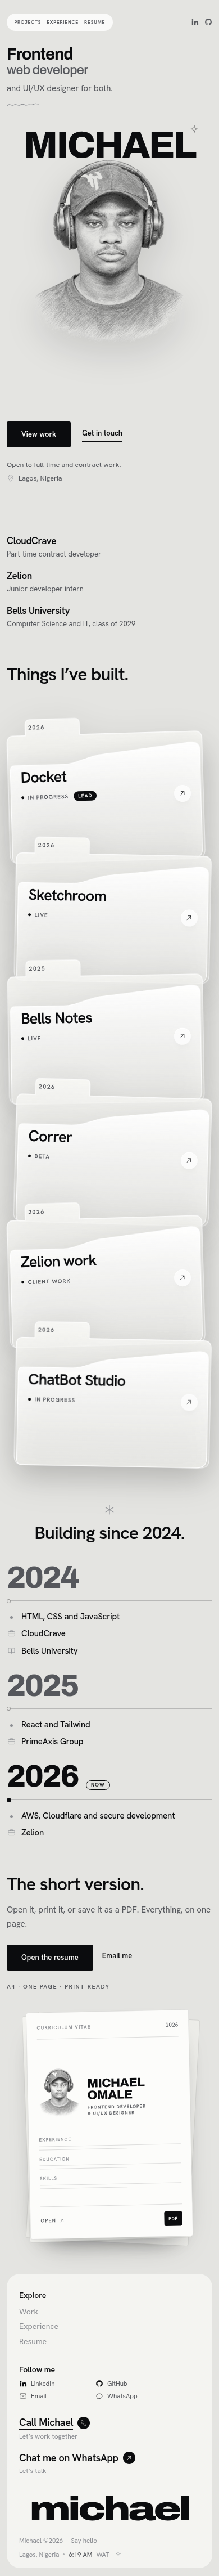 PROJECTS EXPERIENCE RESUME
Frontend
web developer
and UI/UX designer for both.
MICHAEL
View work Get in touch
Open to full-time and contract work.
Lagos, Nigeria
CloudCrave
Part-time contract developer
Zelion
Junior developer intern
Bells University
Computer Science and IT, class of 2029
Things I’ve built.
2026
Docket
IN PROGRESS LEAD
2026
Sketchroom
LIVE
2025
Bells Notes
LIVE
2026
Correr
BETA
2026
Zelion work
CLIENT WORK
2026
ChatBot Studio
IN PROGRESS
Building since 2024.
2024
HTML, CSS and JavaScript
CloudCrave
Bells University
2025
React and Tailwind
PrimeAxis Group
2026 NOW
AWS, Cloudflare and secure development
Zelion
The short version.
Open it, print it, or save it as a PDF. Everything, on one
page.
Open the resume Email me
A4 · ONE PAGE · PRINT-READY
CURRICULUM VITAE 2026
MICHAEL
OMALE
FRONTEND DEVELOPER
& UI/UX DESIGNER
EXPERIENCE
EDUCATION
SKILLS
OPEN PDF
Explore
Work
Experience
Resume
Follow me
LinkedIn GitHub
Email WhatsApp
Call Michael
Let's work together
Chat me on WhatsApp
Let's talk
michael
Michael ©2026 Say hello
Lagos, Nigeria • 6:19 AM WAT